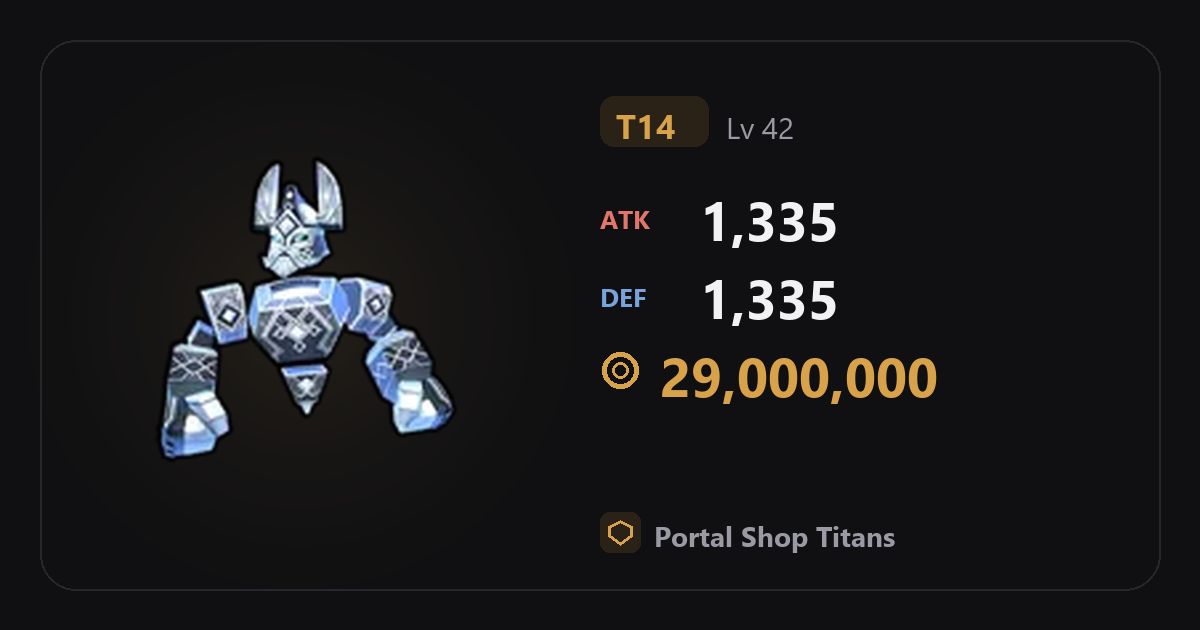 T14 Lv 42
ATK 1,335
DEF 1,335
29,000,000
Portal Shop Titans